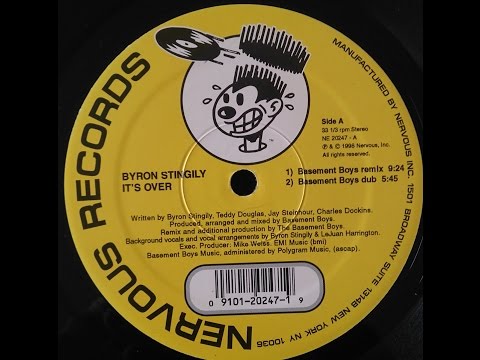 NERVOUS RECORDS
MANUFACTURED BY NERVOUS INC. 1501 BROADWAY SUITE 1314B NEW YORK NY 10036
Side A
33 1/3 rpm Stereo
NE 20247 - A
℗ & © 1996 Nervous, Inc.
All rights reserved.
BYRON STINGILY
IT'S OVER
1) Basement Boys remix 9:24
2) Basement Boys dub 5:45
Written by Byron Stingily, Teddy Douglas, Jay Steinhour, Charles Dockins.
Produced, arranged and mixed by Basement Boys.
Remix and additional production by The Basement Boys.
Background vocals and vocal arrangements by Byron Stingily & LeJuan Harrington.
Exec. Producer: Mike Weiss. EMI Music (bmi)
Basement Boys Music, administered by Polygram Music, (ascap).
0 9101-20247-1 9